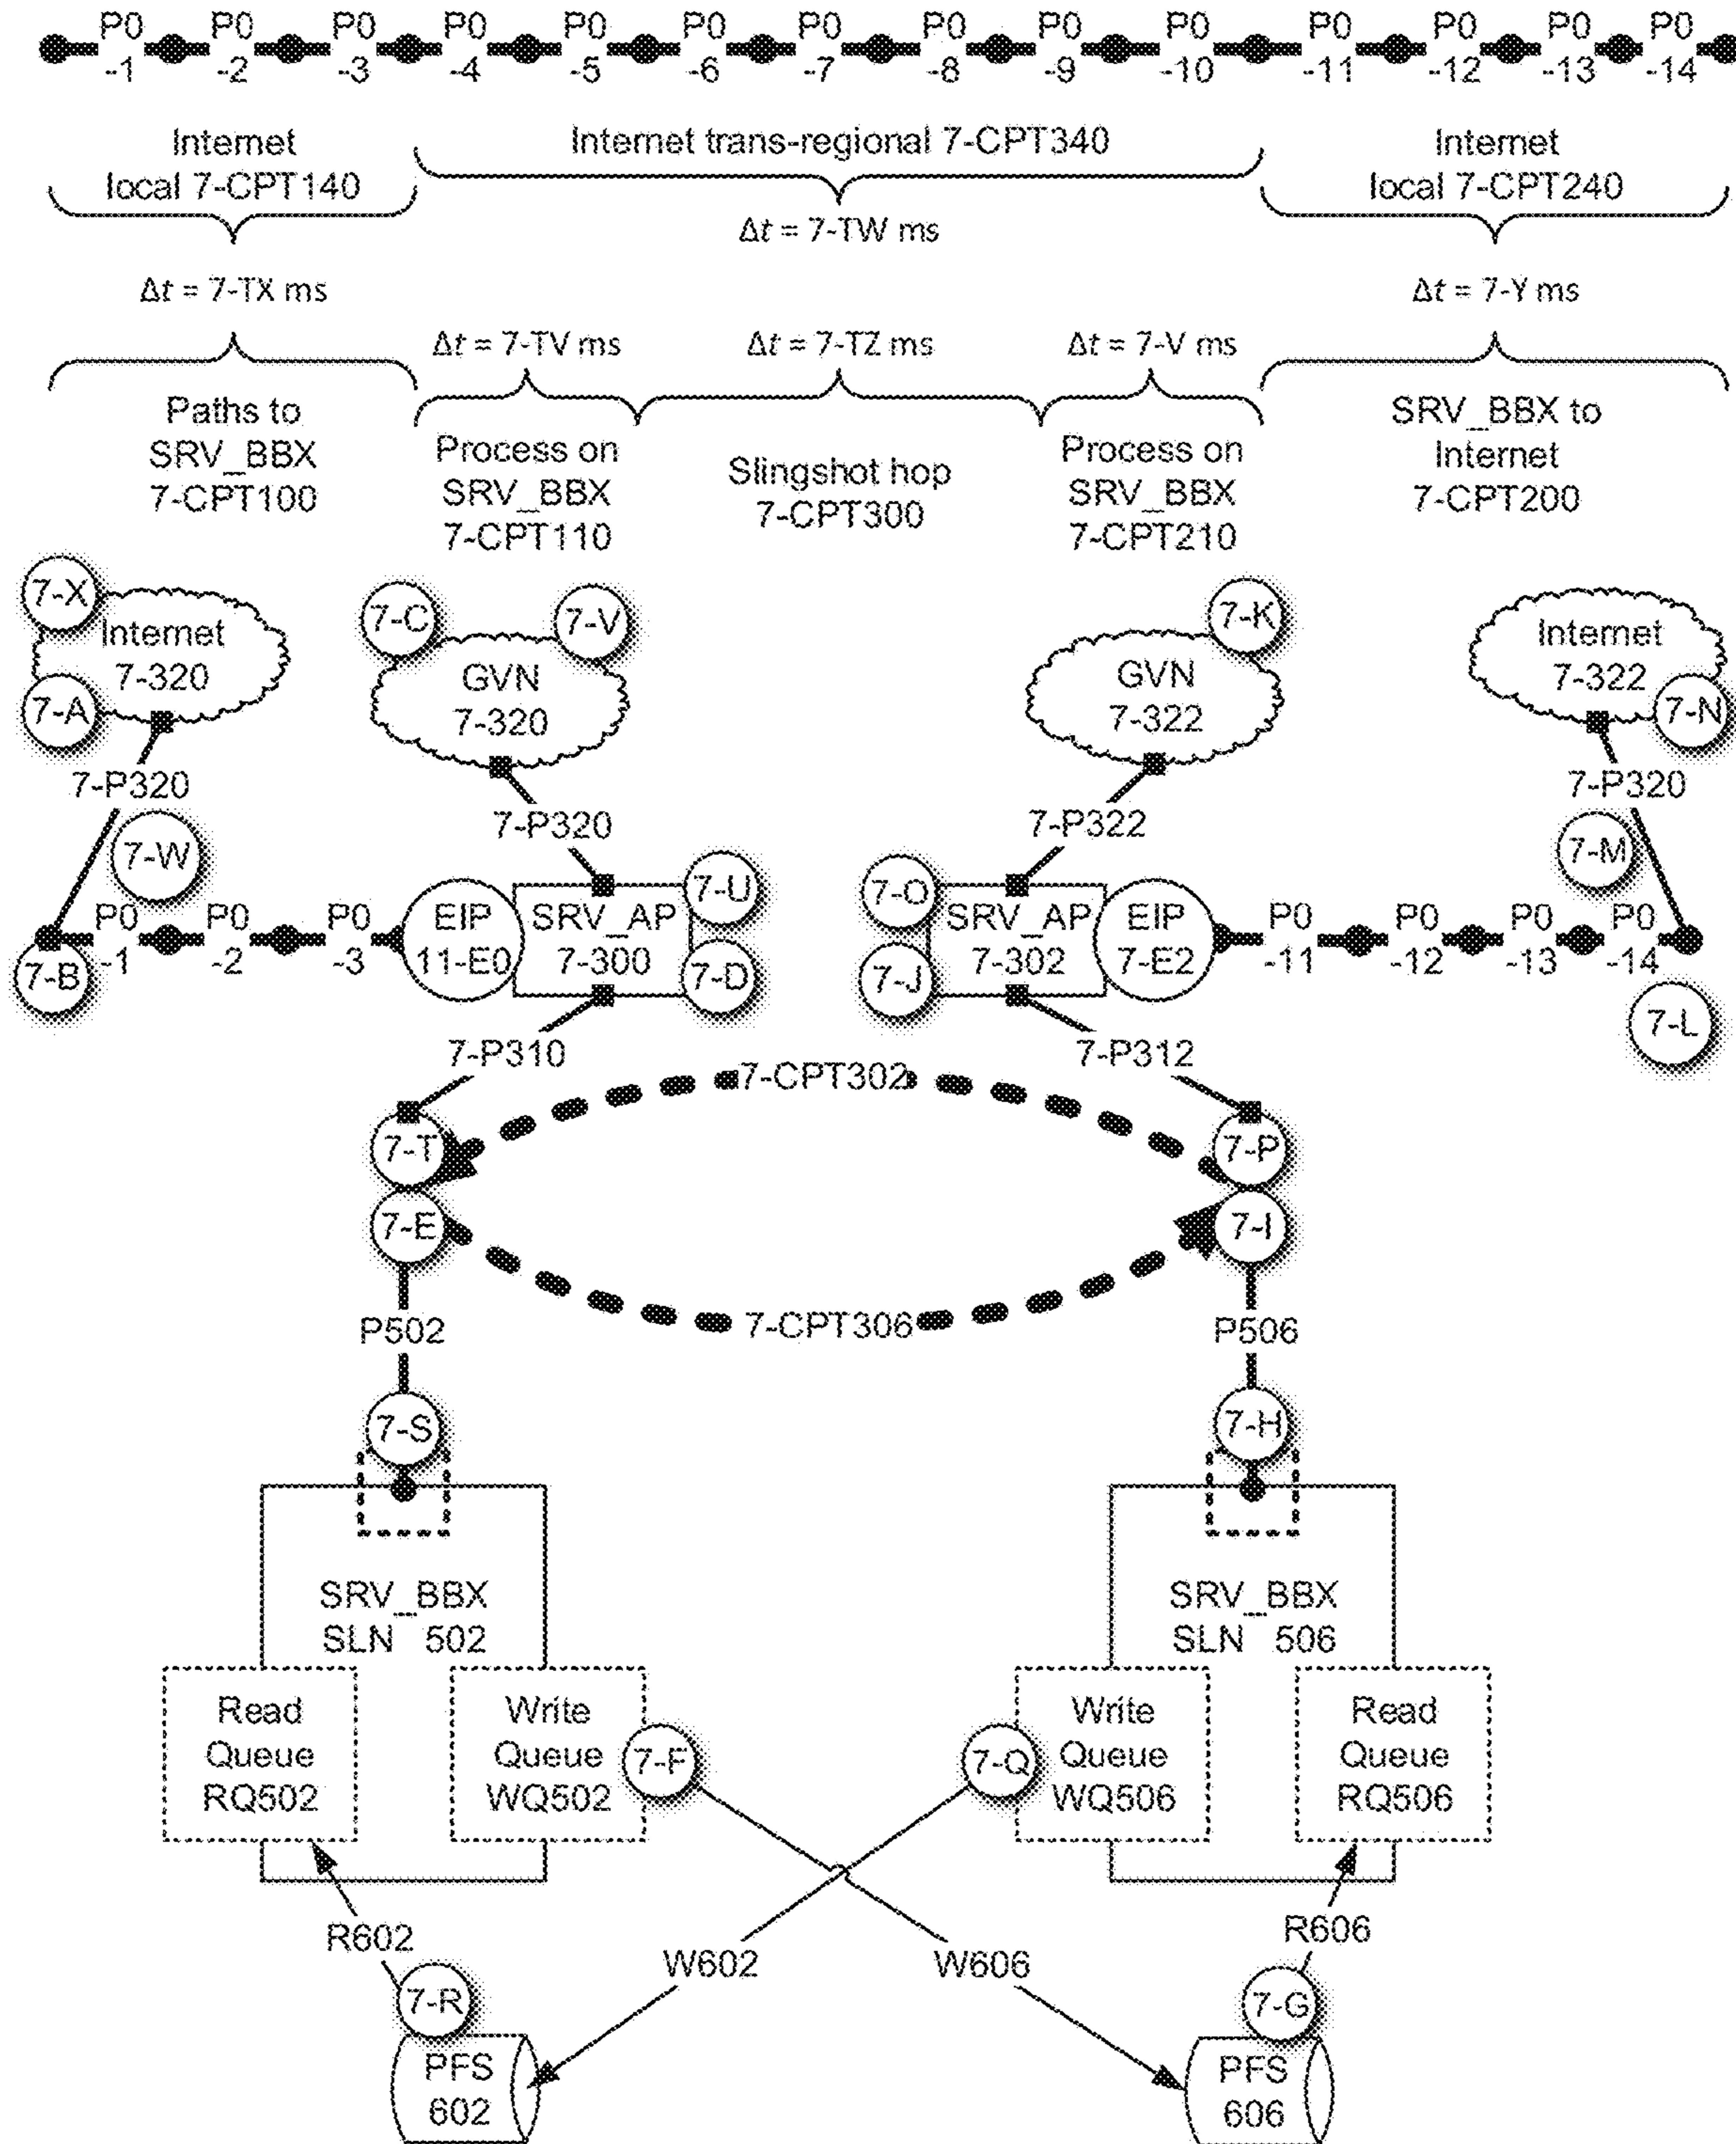 P0 P0 P0 P0 P0 P0 P0 P0 P0 P0 P0 P0 P0 P0
-1 -2 -3 -4 -5 -6 -7 -8 -9 -10 -11 -12 -13 -14
Internet
local 7-CPT140
Internet trans-regional 7-CPT340
Internet
local 7-CPT240
Δt = 7-TW ms
Δt = 7-TX ms
Δt = 7-Y ms
Δt = 7-TV ms
Δt = 7-TZ ms
Δt = 7-V ms
Paths to
SRV_BBX
7-CPT100
Process on
SRV_BBX
7-CPT110
Slingshot hop
7-CPT300
Process on
SRV_BBX
7-CPT210
SRV_BBX to
Internet
7-CPT200
7-X
Internet
7-320
7-A
7-C
7-V
GVN
7-320
7-K
GVN
7-322
Internet
7-322
7-N
7-P320
7-P320
7-P322
7-P320
7-W
7-M
7-B
P0 P0 P0
-1 -2 -3
EIP
11-E0
SRV_AP
7-300
7-U
7-D
7-O
7-J
SRV_AP
7-302
EIP
7-E2
P0 P0 P0 P0
-11 -12 -13 -14
7-L
7-P310
7-P312
7-CPT302
7-T
7-P
7-E
7-I
7-CPT306
P502
P506
7-S
7-H
SRV_BBX
SLN 502
SRV_BBX
SLN 506
Read
Queue
RQ502
Write
Queue
WQ502
7-F
7-Q
Write
Queue
WQ506
Read
Queue
RQ506
R602
W602
W606
R606
7-R
7-G
PFS
602
PFS
606